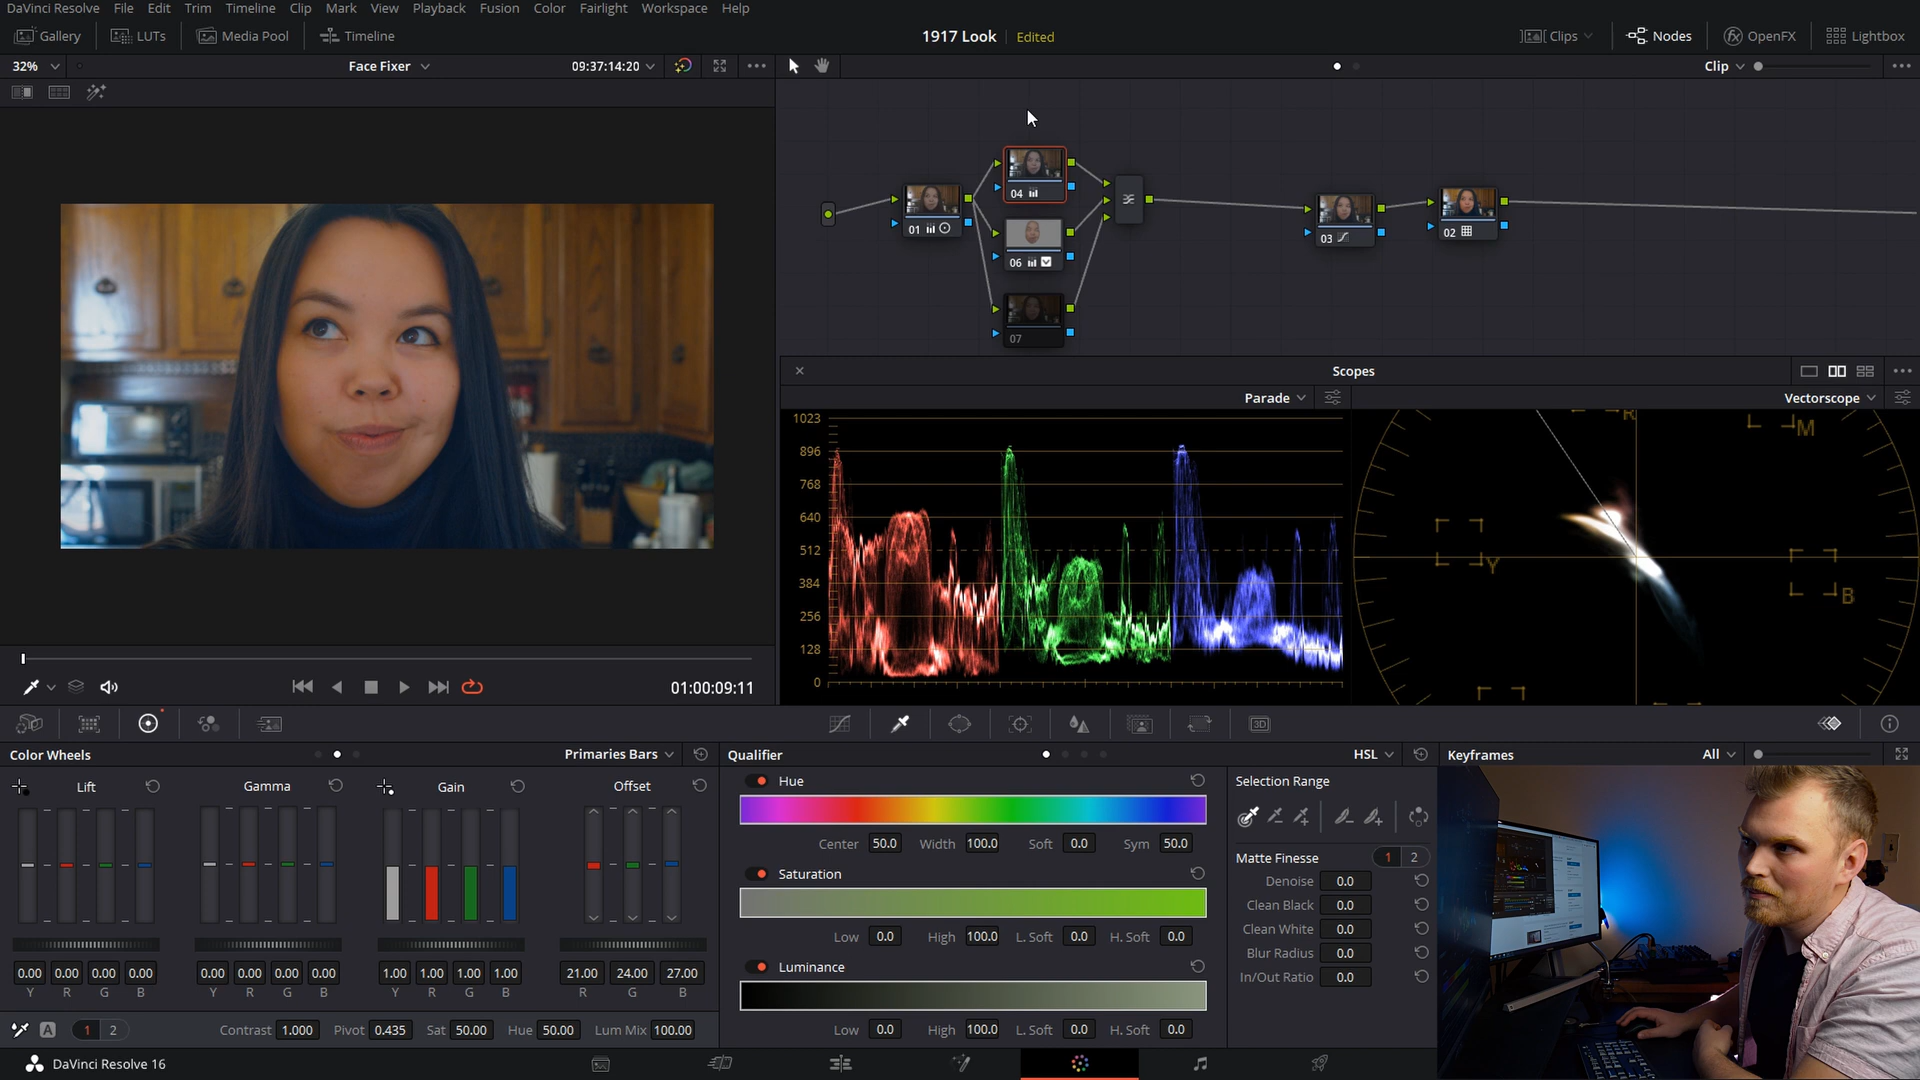 DaVinci Resolve File Edit Trim Timeline Clip Mark View Playback Fusion Color Fairlight Workspace Help
Gallery LUTs Media Pool Timeline 1917 Look Edited Clips Nodes fx OpenFX Lightbox
32% Face Fixer 09:37:14:20 Clip
04
01
06
07
03
02
Scopes
Parade Vectorscope
1023
896
768
640
512
384
256
128
0
R
M
Y
B
01:00:09:11
3D
Color Wheels Primaries Bars Qualifier HSL Keyframes All
Lift Gamma Gain Offset
0.00 0.00 0.00 0.00 0.00 0.00 0.00 0.00 1.00 1.00 1.00 1.00 21.00 24.00 27.00
Y R G B Y R G B Y R G B R G B
A 1 2 Contrast 1.000 Pivot 0.435 Sat 50.00 Hue 50.00 Lum Mix 100.00
Hue
Center 50.0 Width 100.0 Soft 0.0 Sym 50.0
Saturation
Low 0.0 High 100.0 L. Soft 0.0 H. Soft 0.0
Luminance
Low 0.0 High 100.0 L. Soft 0.0 H. Soft 0.0
Selection Range
Matte Finesse 1 2
Denoise 0.0
Clean Black 0.0
Clean White 0.0
Blur Radius 0.0
In/Out Ratio 0.0
DaVinci Resolve 16